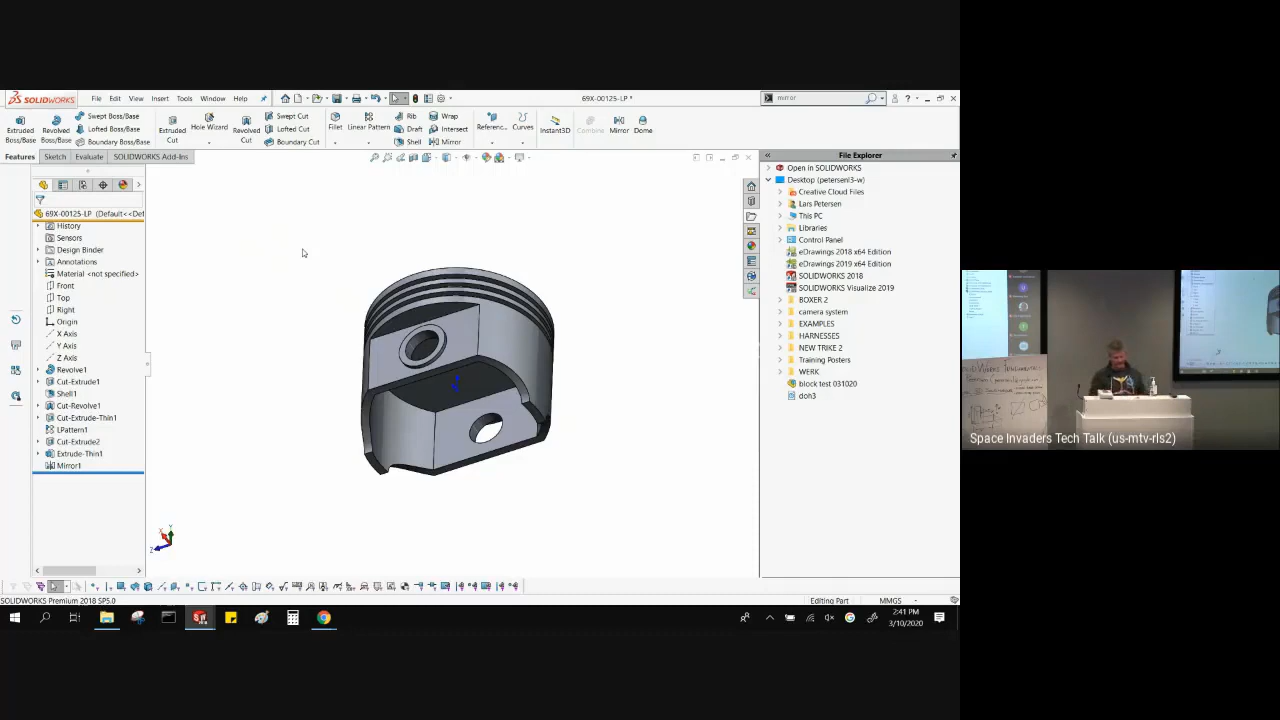 SOLIDWORKS File Edit View Insert Tools Window Help 69X-00125-LP * mirror
Extruded Boss/Base Revolved Boss/Base Swept Boss/Base Lofted Boss/Base Boundary Boss/Base Extruded Cut Hole Wizard Revolved Cut Swept Cut Lofted Cut Boundary Cut Fillet Linear Pattern Rib Draft Shell Wrap Intersect Mirror Referenc... Curves Instant3D Combine Mirror Dome
Features Sketch Evaluate SOLIDWORKS Add-Ins
69X-00125-LP (Default<<Def
History
Sensors
Design Binder
Annotations
Material <not specified>
Front
Top
Right
Origin
X Axis
Y Axis
Z Axis
Revolve1
Cut-Extrude1
Shell1
Cut-Revolve1
Cut-Extrude-Thin1
LPattern1
Cut-Extrude2
Extrude-Thin1
Mirror1
Y
X
Z
File Explorer
Open in SOLIDWORKS
Desktop (petersenl3-w)
Creative Cloud Files
Lars Petersen
This PC
Libraries
Control Panel
eDrawings 2018 x64 Edition
eDrawings 2019 x64 Edition
SOLIDWORKS 2018
SOLIDWORKS Visualize 2019
BOXER 2
camera system
EXAMPLES
HARNESSES
NEW TRIKE 2
Training Posters
WERK
block test 031020
doh3
SOLIDWORKS Premium 2018 SP5.0 Editing Part MMGS
2:41 PM
3/10/2020
Space Invaders Tech Talk (us-mtv-rls2)